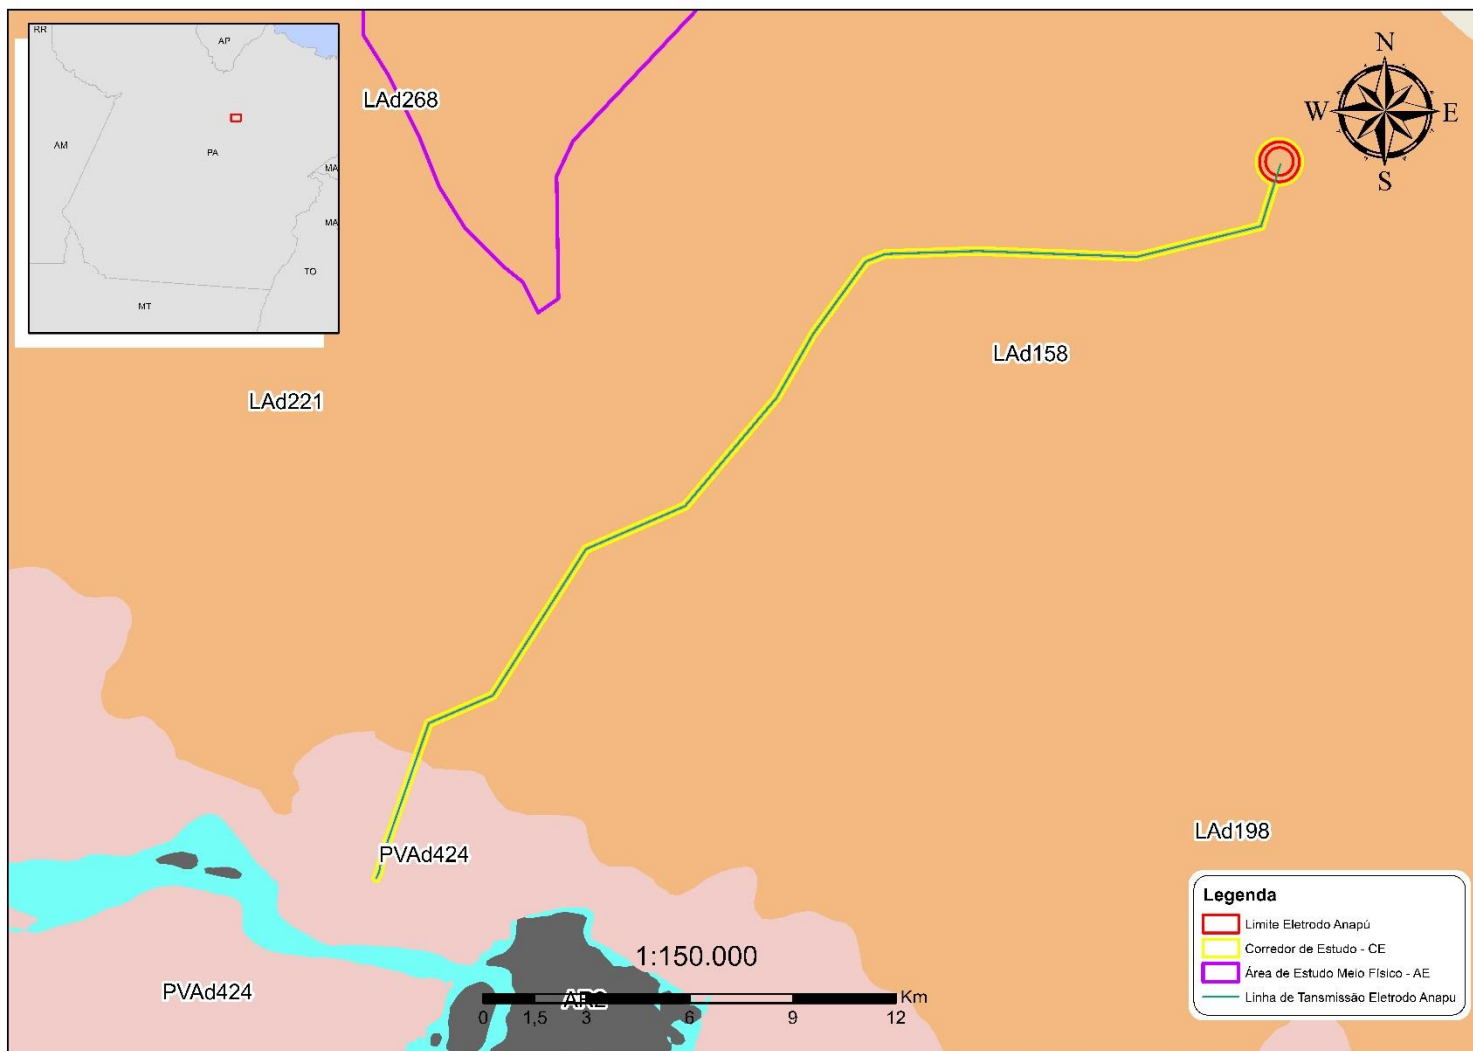 RR
AP
AM
PA
MA
MA
TO
MT
N
W
E
S
LAd268
LAd158
LAd221
LAd198
PVAd424
PVAd424
AR2
1:150.000
Km
0 1,5 3 6 9 12
Legenda
Limite Eletrodo Anapú
Corredor de Estudo - CE
Área de Estudo Meio Físico - AE
Linha de Tansmissão Eletrodo Anapu